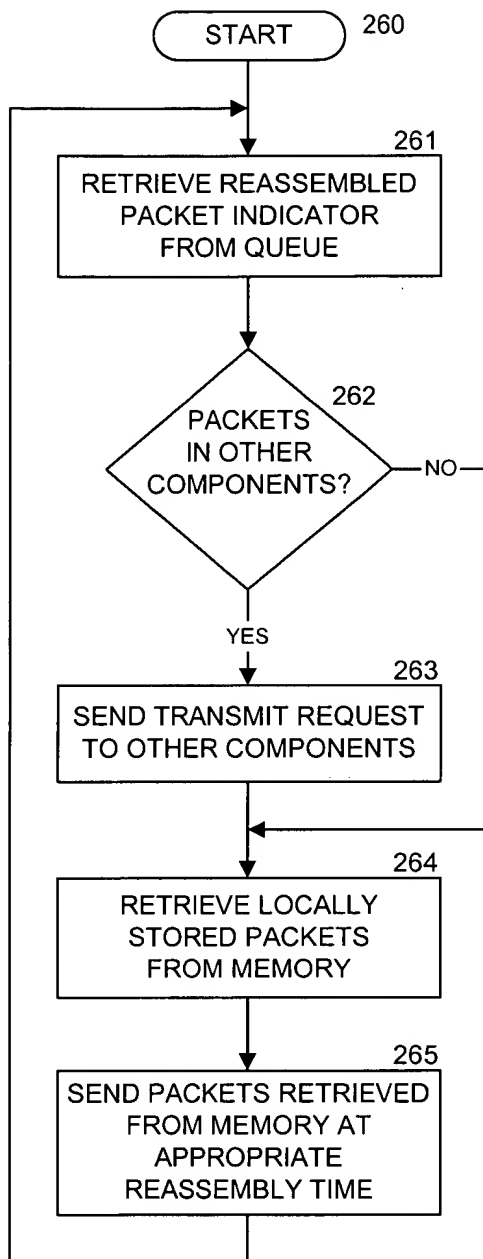 START
260
261
RETRIEVE REASSEMBLED
PACKET INDICATOR
FROM QUEUE
262
PACKETS
IN OTHER
COMPONENTS?
NO
YES
263
SEND TRANSMIT REQUEST
TO OTHER COMPONENTS
264
RETRIEVE LOCALLY
STORED PACKETS
FROM MEMORY
265
SEND PACKETS RETRIEVED
FROM MEMORY AT
APPROPRIATE
REASSEMBLY TIME